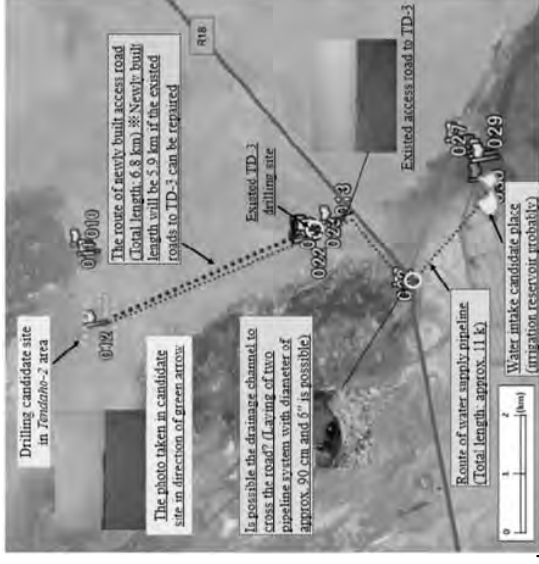 Drilling candidate site
in Tendaho-2 area
010
012
The route of newly built access road
(Total length: 6.8 km) ※ Newly built
length will be 5.9 km if the existed
roads to TD-3 can be repaired
R18
The photo taken in candidate
site in direction of green arrow
Existed TD-3
drilling site
022
Is possible the drainage channel to
cross the road? (Laying of two
pipeline system with diameter of
approx. 90 cm and 6" is possible)
Existed access road to TD-3
027
029
Route of water supply pipeline
(Total length: approx. 11 k)
Water intake candidate place
(irrigation reservoir probably)
0 1 2
(km)